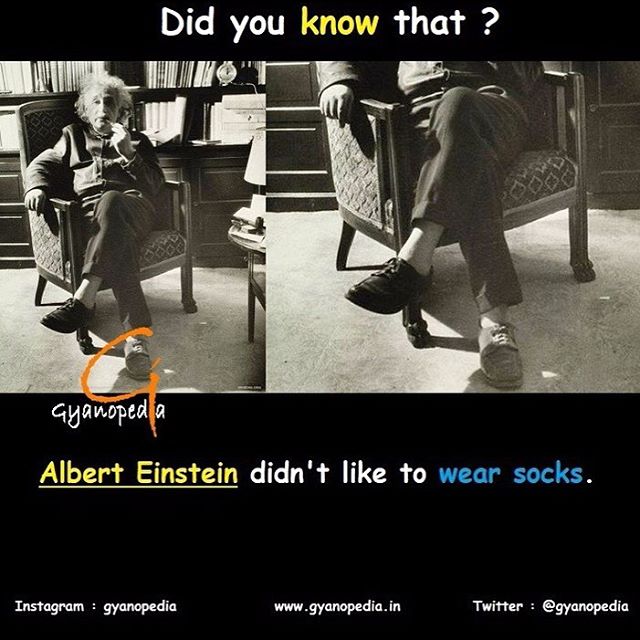 Did you know that ?
Gyanopedia
Albert Einstein didn't like to wear socks.
Instagram : gyanopedia
www.gyanopedia.in
Twitter : @gyanopedia